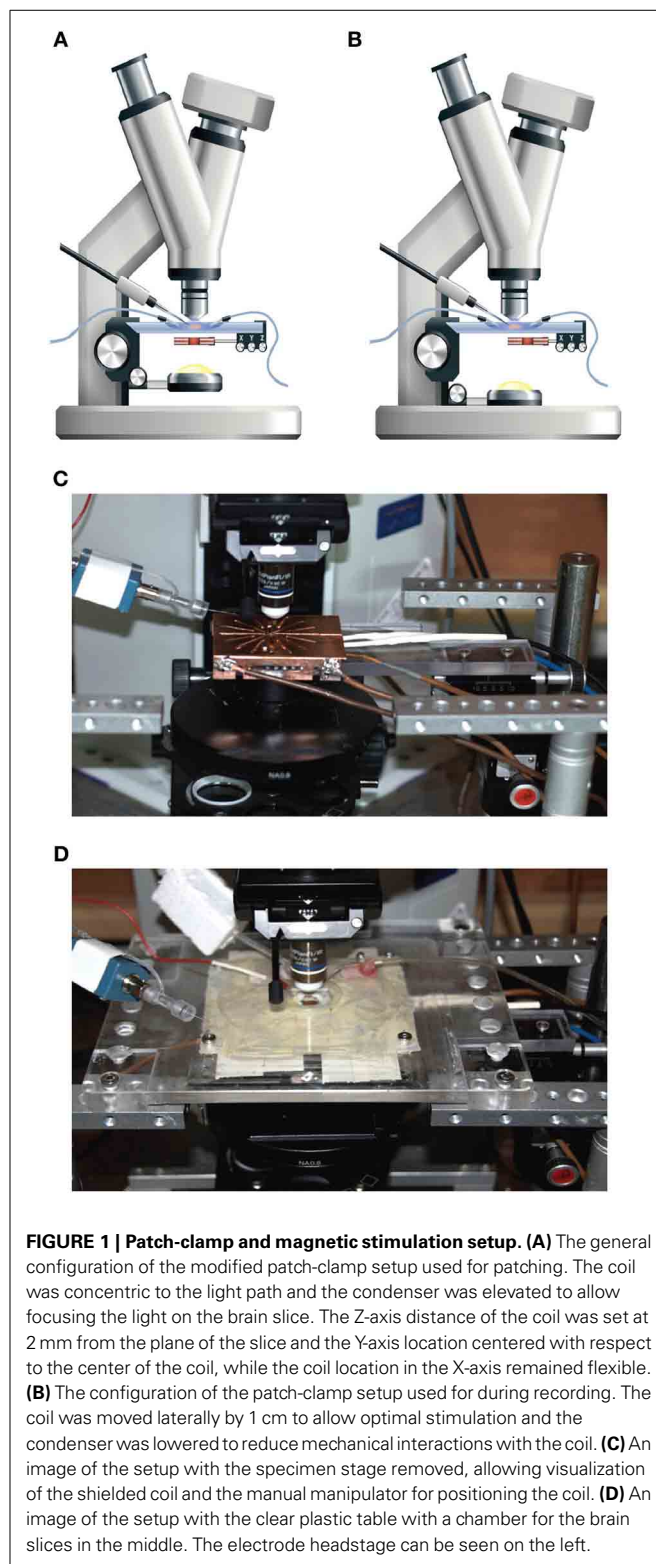 A
B
X Y Z
X Y Z
C
NA0.8
D
NA0.8
FIGURE 1 | Patch-clamp and magnetic stimulation setup. (A) The general
configuration of the modified patch-clamp setup used for patching. The coil
was concentric to the light path and the condenser was elevated to allow
focusing the light on the brain slice. The Z-axis distance of the coil was set at
2 mm from the plane of the slice and the Y-axis location centered with respect
to the center of the coil, while the coil location in the X-axis remained flexible.
(B) The configuration of the patch-clamp setup used for during recording. The
coil was moved laterally by 1 cm to allow optimal stimulation and the
condenser was lowered to reduce mechanical interactions with the coil. (C) An
image of the setup with the specimen stage removed, allowing visualization
of the shielded coil and the manual manipulator for positioning the coil. (D) An
image of the setup with the clear plastic table with a chamber for the brain
slices in the middle. The electrode headstage can be seen on the left.